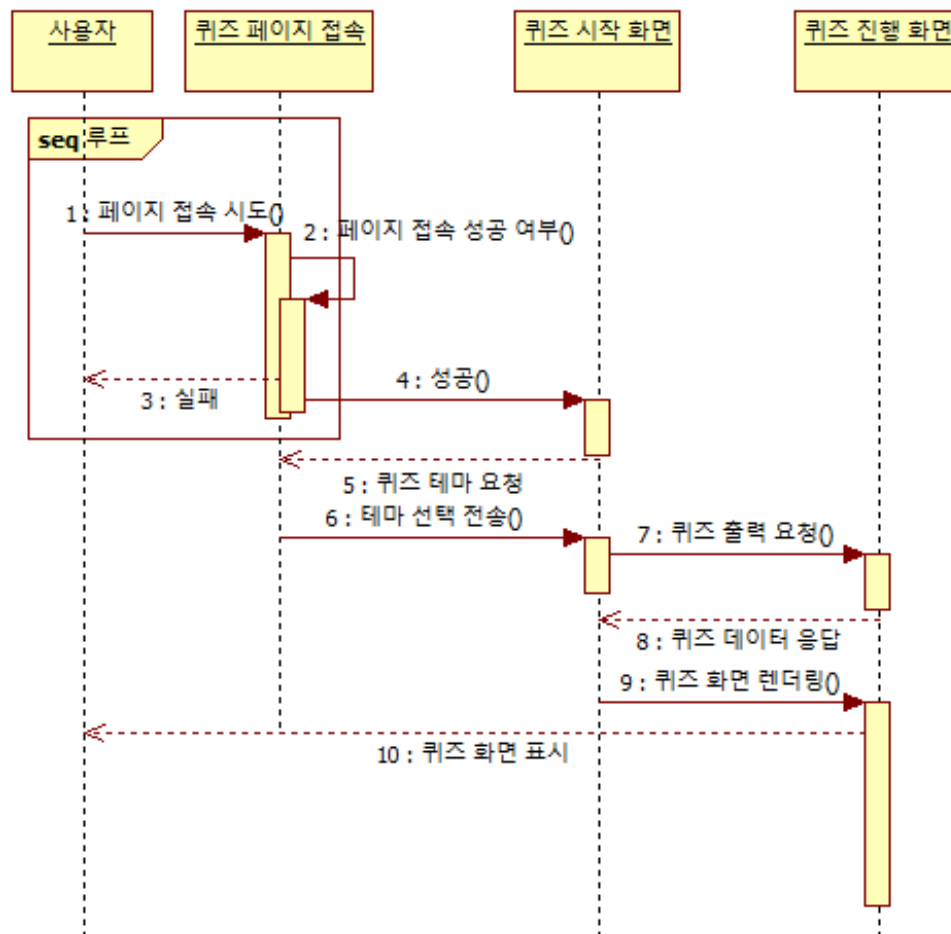 사용자
퀴즈 페이지 접속
퀴즈 시작 화면
퀴즈 진행 화면
seq 루프
1 : 페이지 접속 시도()
2 : 페이지 접속 성공 여부()
3 : 실패
4 : 성공()
5 : 퀴즈 테마 요청
6 : 테마 선택 전송()
7 : 퀴즈 출력 요청()
8 : 퀴즈 데이터 응답
9 : 퀴즈 화면 렌더링()
10 : 퀴즈 화면 표시